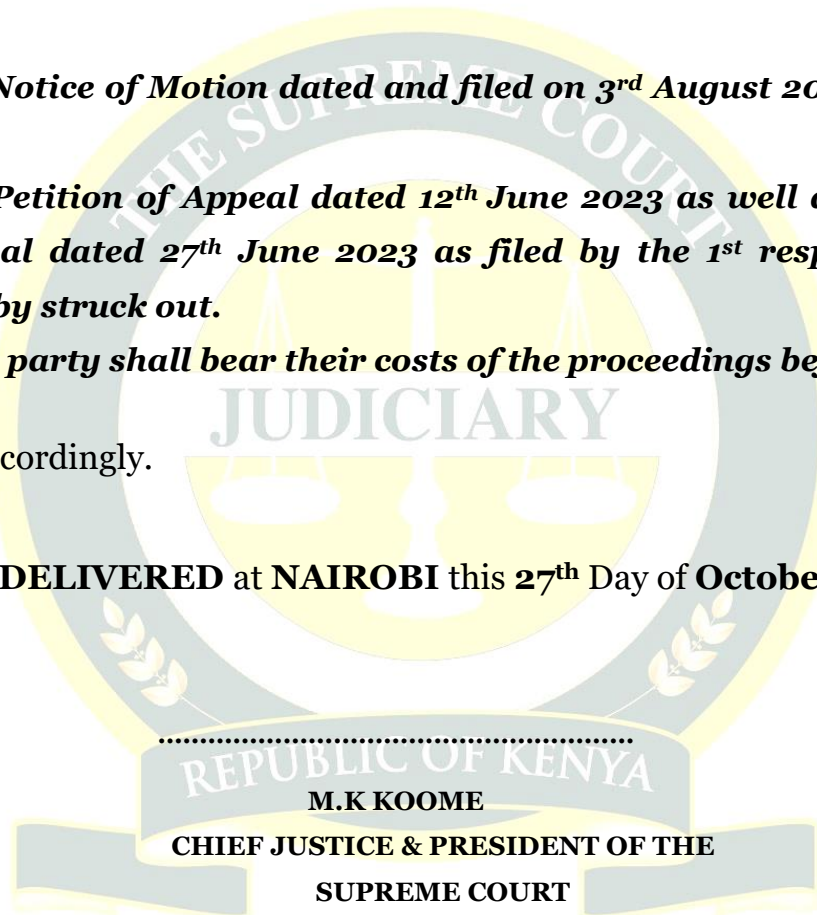 Notice of Motion dated and filed on 3rd August 20
Petition of Appeal dated 12th June 2023 as well a
al dated 27th June 2023 as filed by the 1st resp
by struck out.
party shall bear their costs of the proceedings be
cordingly.
DELIVERED at NAIROBI this 27th Day of Octobe
THE SUPREME COURT
JUDICIARY
REPUBLIC OF KENYA
........................................................
M.K KOOME
CHIEF JUSTICE & PRESIDENT OF THE
SUPREME COURT